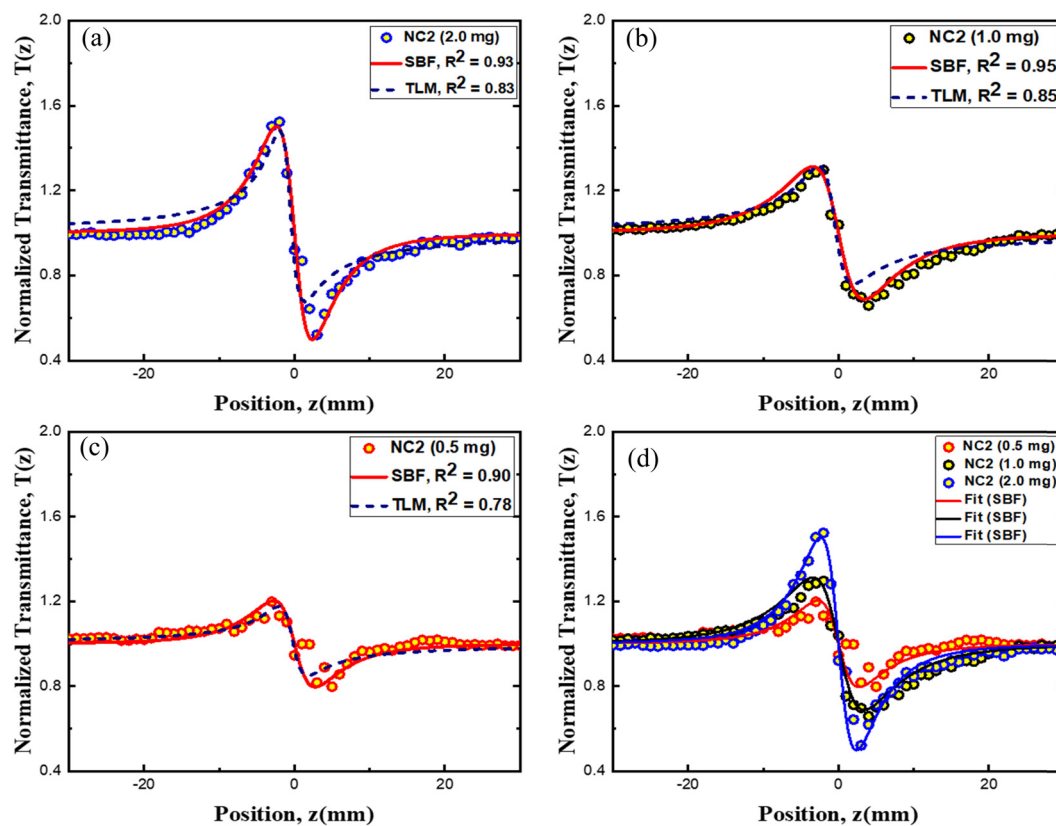 (a)
NC2 (2.0 mg)
SBF, R² = 0.93
TLM, R² = 0.83
2.0
1.6
1.2
0.8
0.4
Normalized Transmittance, T(z)
-20
0
20
Position, z(mm)
(b)
NC2 (1.0 mg)
SBF, R² = 0.95
TLM, R² = 0.85
2.0
1.6
1.2
0.8
0.4
Normalized Transmittance, T(z)
-20
0
20
Position, z(mm)
(c)
NC2 (0.5 mg)
SBF, R² = 0.90
TLM, R² = 0.78
2.0
1.6
1.2
0.8
0.4
Normalized Transmittance, T(z)
-20
0
20
Position, z(mm)
(d)
NC2 (0.5 mg)
NC2 (1.0 mg)
NC2 (2.0 mg)
Fit (SBF)
Fit (SBF)
Fit (SBF)
2.0
1.6
1.2
0.8
0.4
Normalized Transmittance, T(z)
-20
0
20
Position, z(mm)